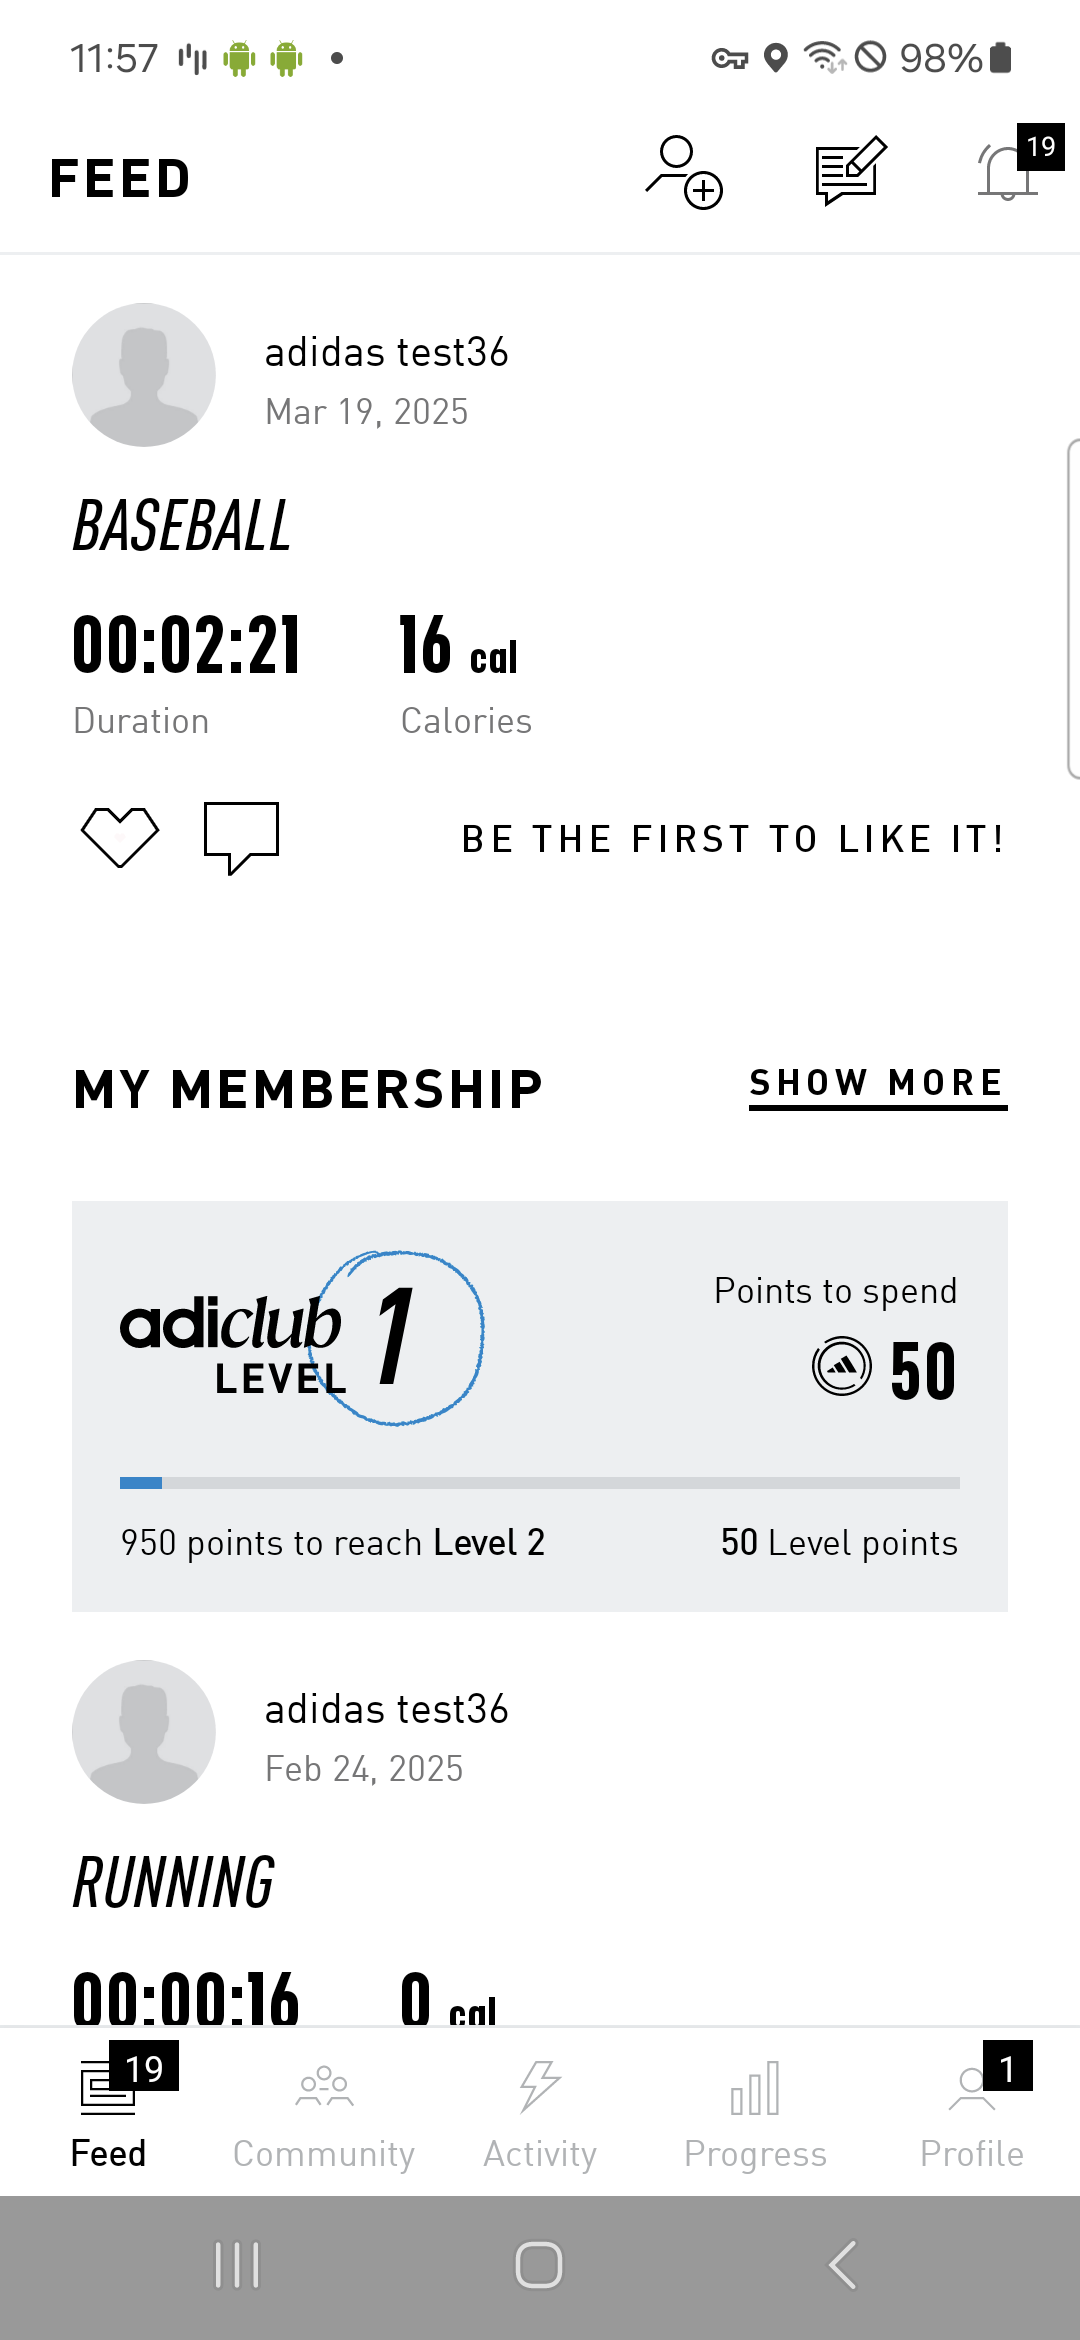 11:57
98%
FEED
19
adidas test36
Mar 19, 2025
BASEBALL
00:02:21
16 cal
Duration
Calories
BE THE FIRST TO LIKE IT!
MY MEMBERSHIP
SHOW MORE
adiclub
LEVEL
1
Points to spend
50
950 points to reach Level 2
50 Level points
adidas test36
Feb 24, 2025
RUNNING
00:00:16
0 cal
19
1
Feed
Community
Activity
Progress
Profile